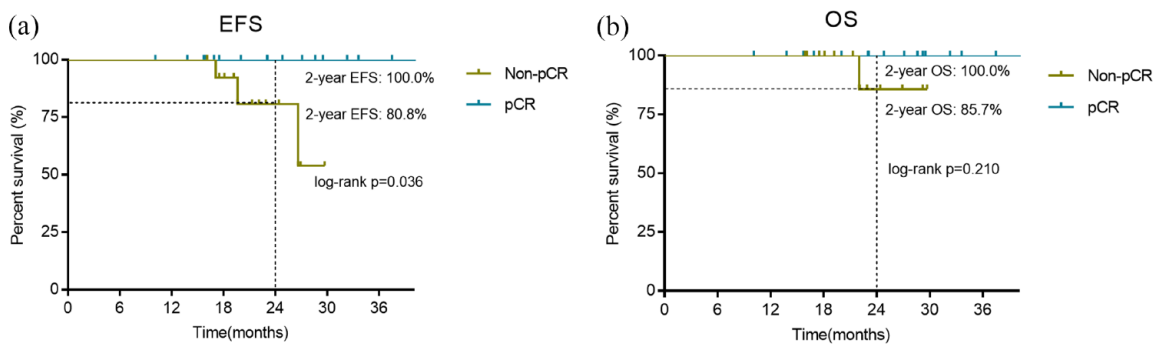 (a)
EFS
Percent survival (%)
100
75
50
25
0
0 6 12 18 24 30 36
Time(months)
2-year EFS: 100.0%
2-year EFS: 80.8%
log-rank p=0.036
Non-pCR
pCR
(b)
OS
Percent survival (%)
100
75
50
25
0
0 6 12 18 24 30 36
Time(months)
2-year OS: 100.0%
2-year OS: 85.7%
log-rank p=0.210
Non-pCR
pCR